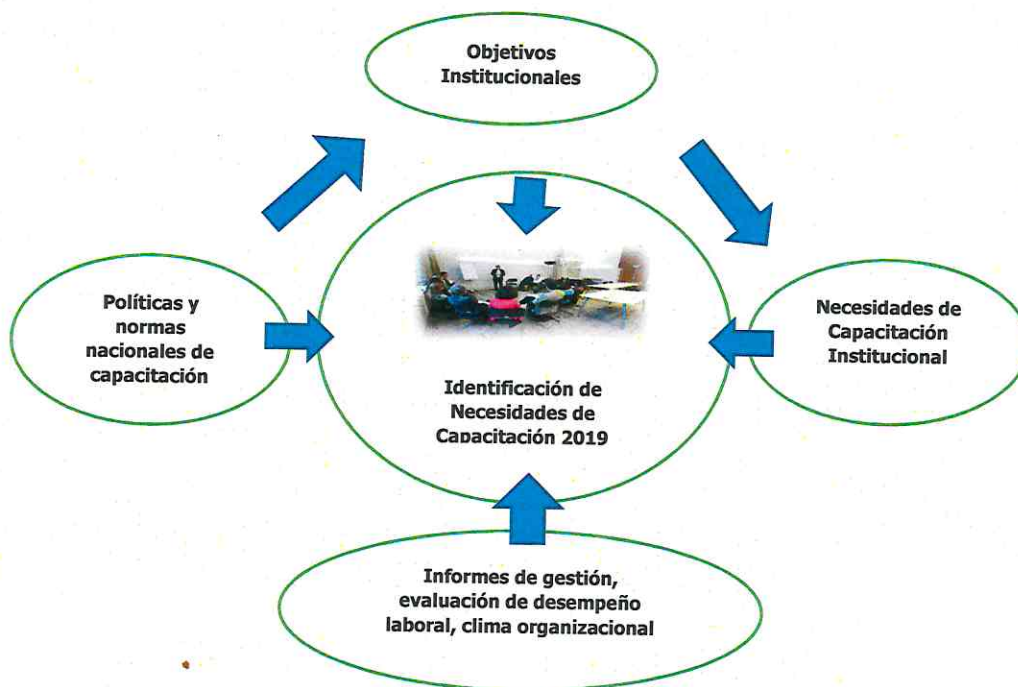 Objetivos
Institucionales
Políticas y
normas
nacionales de
capacitación
Necesidades de
Capacitación
Institucional
Identificación de
Necesidades de
Capacitación 2019
Informes de gestión,
evaluación de desempeño
laboral, clima organizacional